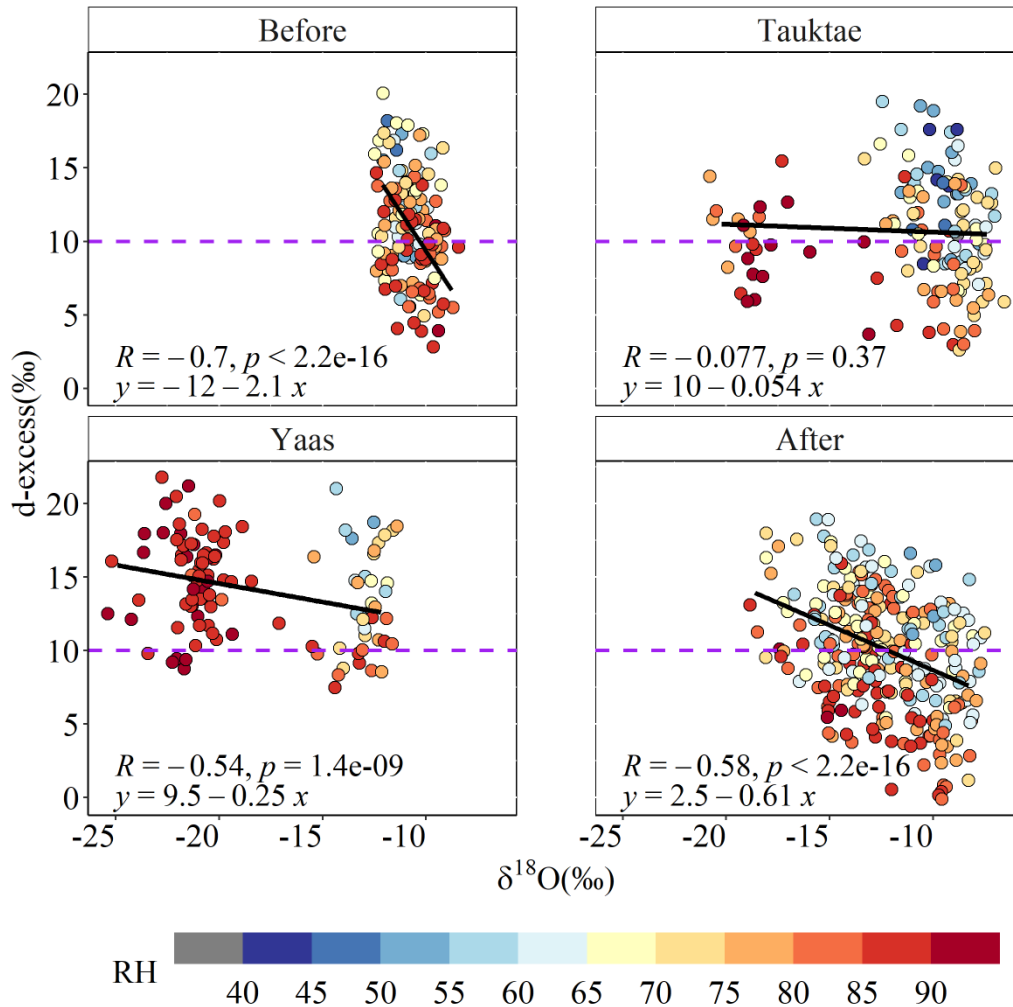 Before
Tauktae
20
15
10
5
0
R = −0.7, p < 2.2e-16
y = −12 − 2.1 x
R = −0.077, p = 0.37
y = 10 − 0.054 x
Yaas
After
20
15
10
5
0
R = −0.54, p = 1.4e-09
y = 9.5 − 0.25 x
R = −0.58, p < 2.2e-16
y = 2.5 − 0.61 x
d-excess(‰)
-25 -20 -15 -10 -25 -20 -15 -10
δ¹⁸O(‰)
RH
40 45 50 55 60 65 70 75 80 85 90